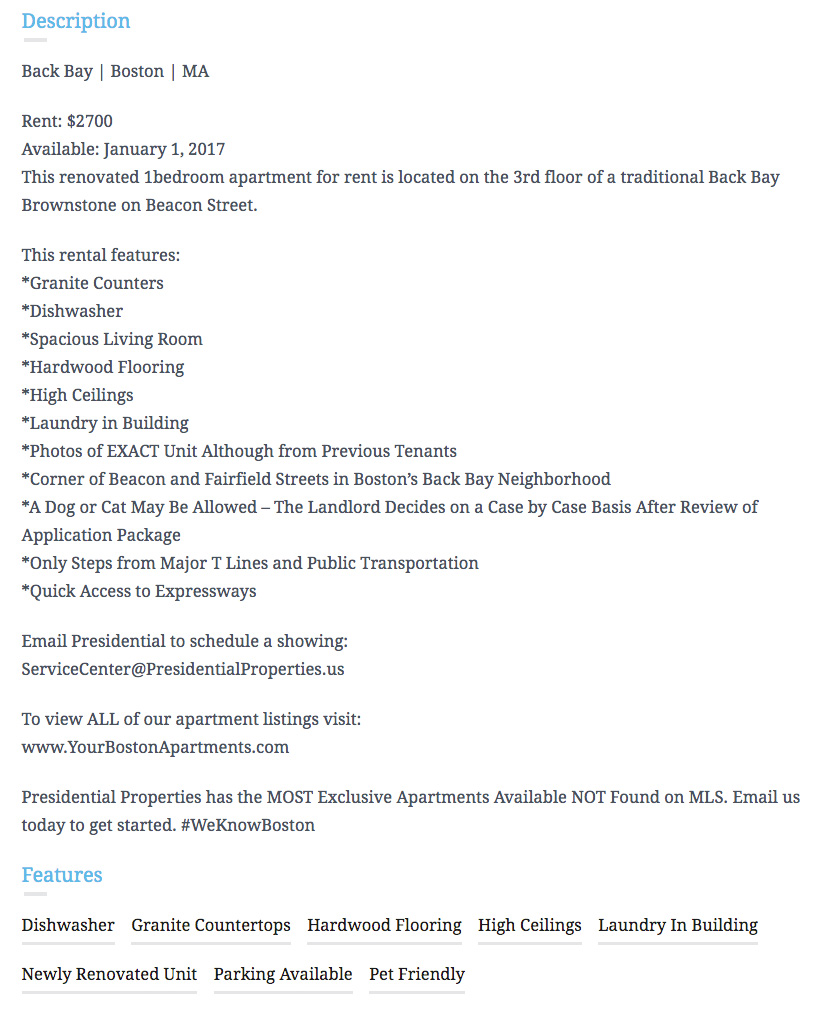 Description
Back Bay | Boston | MA
Rent: $2700
Available: January 1, 2017
This renovated 1bedroom apartment for rent is located on the 3rd floor of a traditional Back Bay
Brownstone on Beacon Street.
This rental features:
*Granite Counters
*Dishwasher
*Spacious Living Room
*Hardwood Flooring
*High Ceilings
*Laundry in Building
*Photos of EXACT Unit Although from Previous Tenants
*Corner of Beacon and Fairfield Streets in Boston’s Back Bay Neighborhood
*A Dog or Cat May Be Allowed – The Landlord Decides on a Case by Case Basis After Review of
Application Package
*Only Steps from Major T Lines and Public Transportation
*Quick Access to Expressways
Email Presidential to schedule a showing:
ServiceCenter@PresidentialProperties.us
To view ALL of our apartment listings visit:
www.YourBostonApartments.com
Presidential Properties has the MOST Exclusive Apartments Available NOT Found on MLS. Email us
today to get started. #WeKnowBoston
Features
Dishwasher Granite Countertops Hardwood Flooring High Ceilings Laundry In Building
Newly Renovated Unit Parking Available Pet Friendly